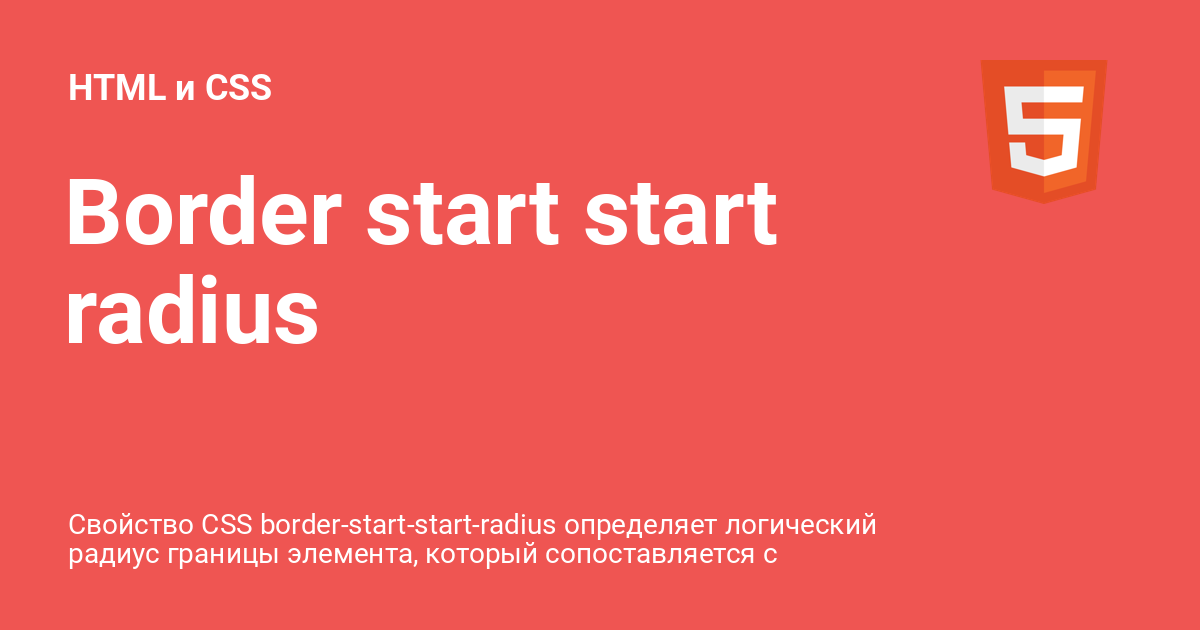 HTML и CSS
Border start start
radius
Свойство CSS border-start-start-radius определяет логический
радиус границы элемента, который сопоставляется с